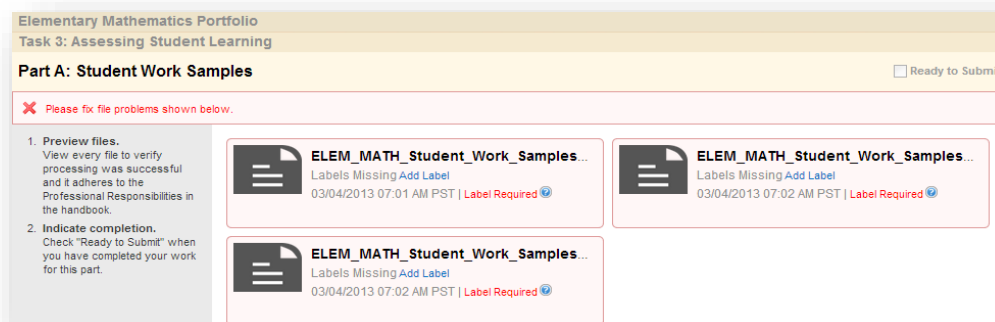 Elementary Mathematics Portfolio
Task 3: Assessing Student Learning
Part A: Student Work Samples
Ready to Submi
Please fix file problems shown below.
1. Preview files.
View every file to verify
processing was successful
and it adheres to the
Professional Responsibilities in
the handbook.
2. Indicate completion.
Check "Ready to Submit" when
you have completed your work
for this part.
ELEM_MATH_Student_Work_Samples...
Labels Missing Add Label
03/04/2013 07:01 AM PST | Label Required ?
ELEM_MATH_Student_Work_Samples...
Labels Missing Add Label
03/04/2013 07:02 AM PST | Label Required ?
ELEM_MATH_Student_Work_Samples...
Labels Missing Add Label
03/04/2013 07:02 AM PST | Label Required ?